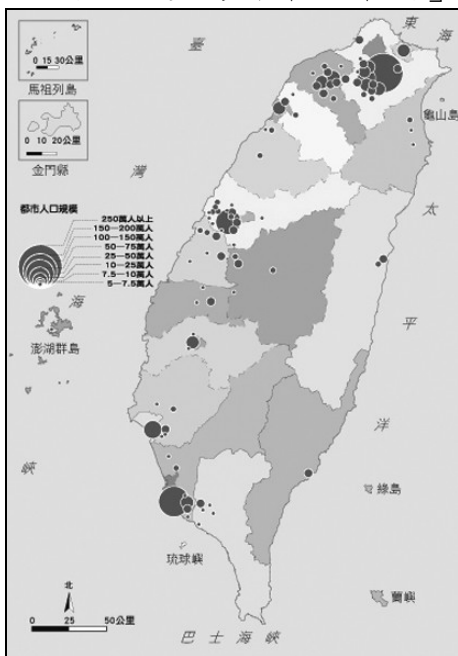 東海
臺灣海峽
0 15 30公里
馬祖列島
0 10 20公里
金門縣
龜山島
太平洋
都市人口規模
250萬人以上
150—200萬人
100—150萬人
50—75萬人
25—50萬人
10—25萬人
7.5—10萬人
5—7.5萬人
澎湖群島
綠島
琉球嶼
蘭嶼
北
0 25 50公里
巴士海峽